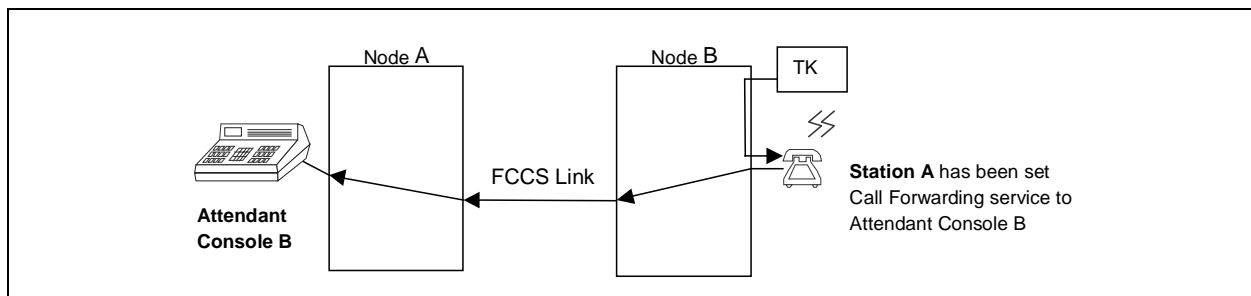 Node A
Node B
TK
FCCS Link
Attendant
Console B
Station A has been set
Call Forwarding service to
Attendant Console B